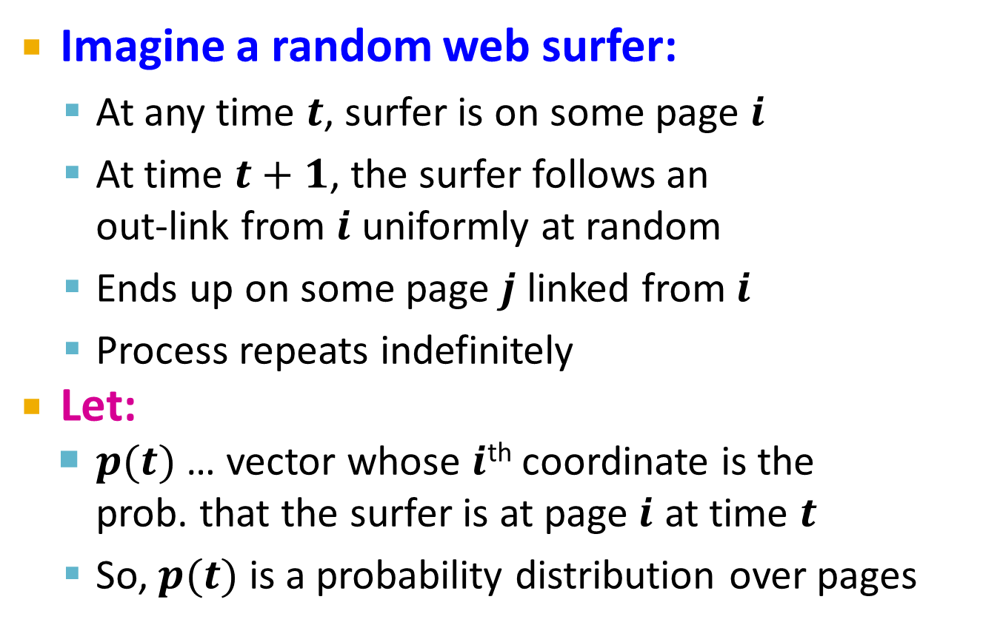 Imagine a random web surfer:
At any time t, surfer is on some page i
At time t + 1, the surfer follows an
out-link from i uniformly at random
Ends up on some page j linked from i
Process repeats indefinitely
Let:
p(t) … vector whose iᵗʰ coordinate is the
prob. that the surfer is at page i at time t
So, p(t) is a probability distribution over pages